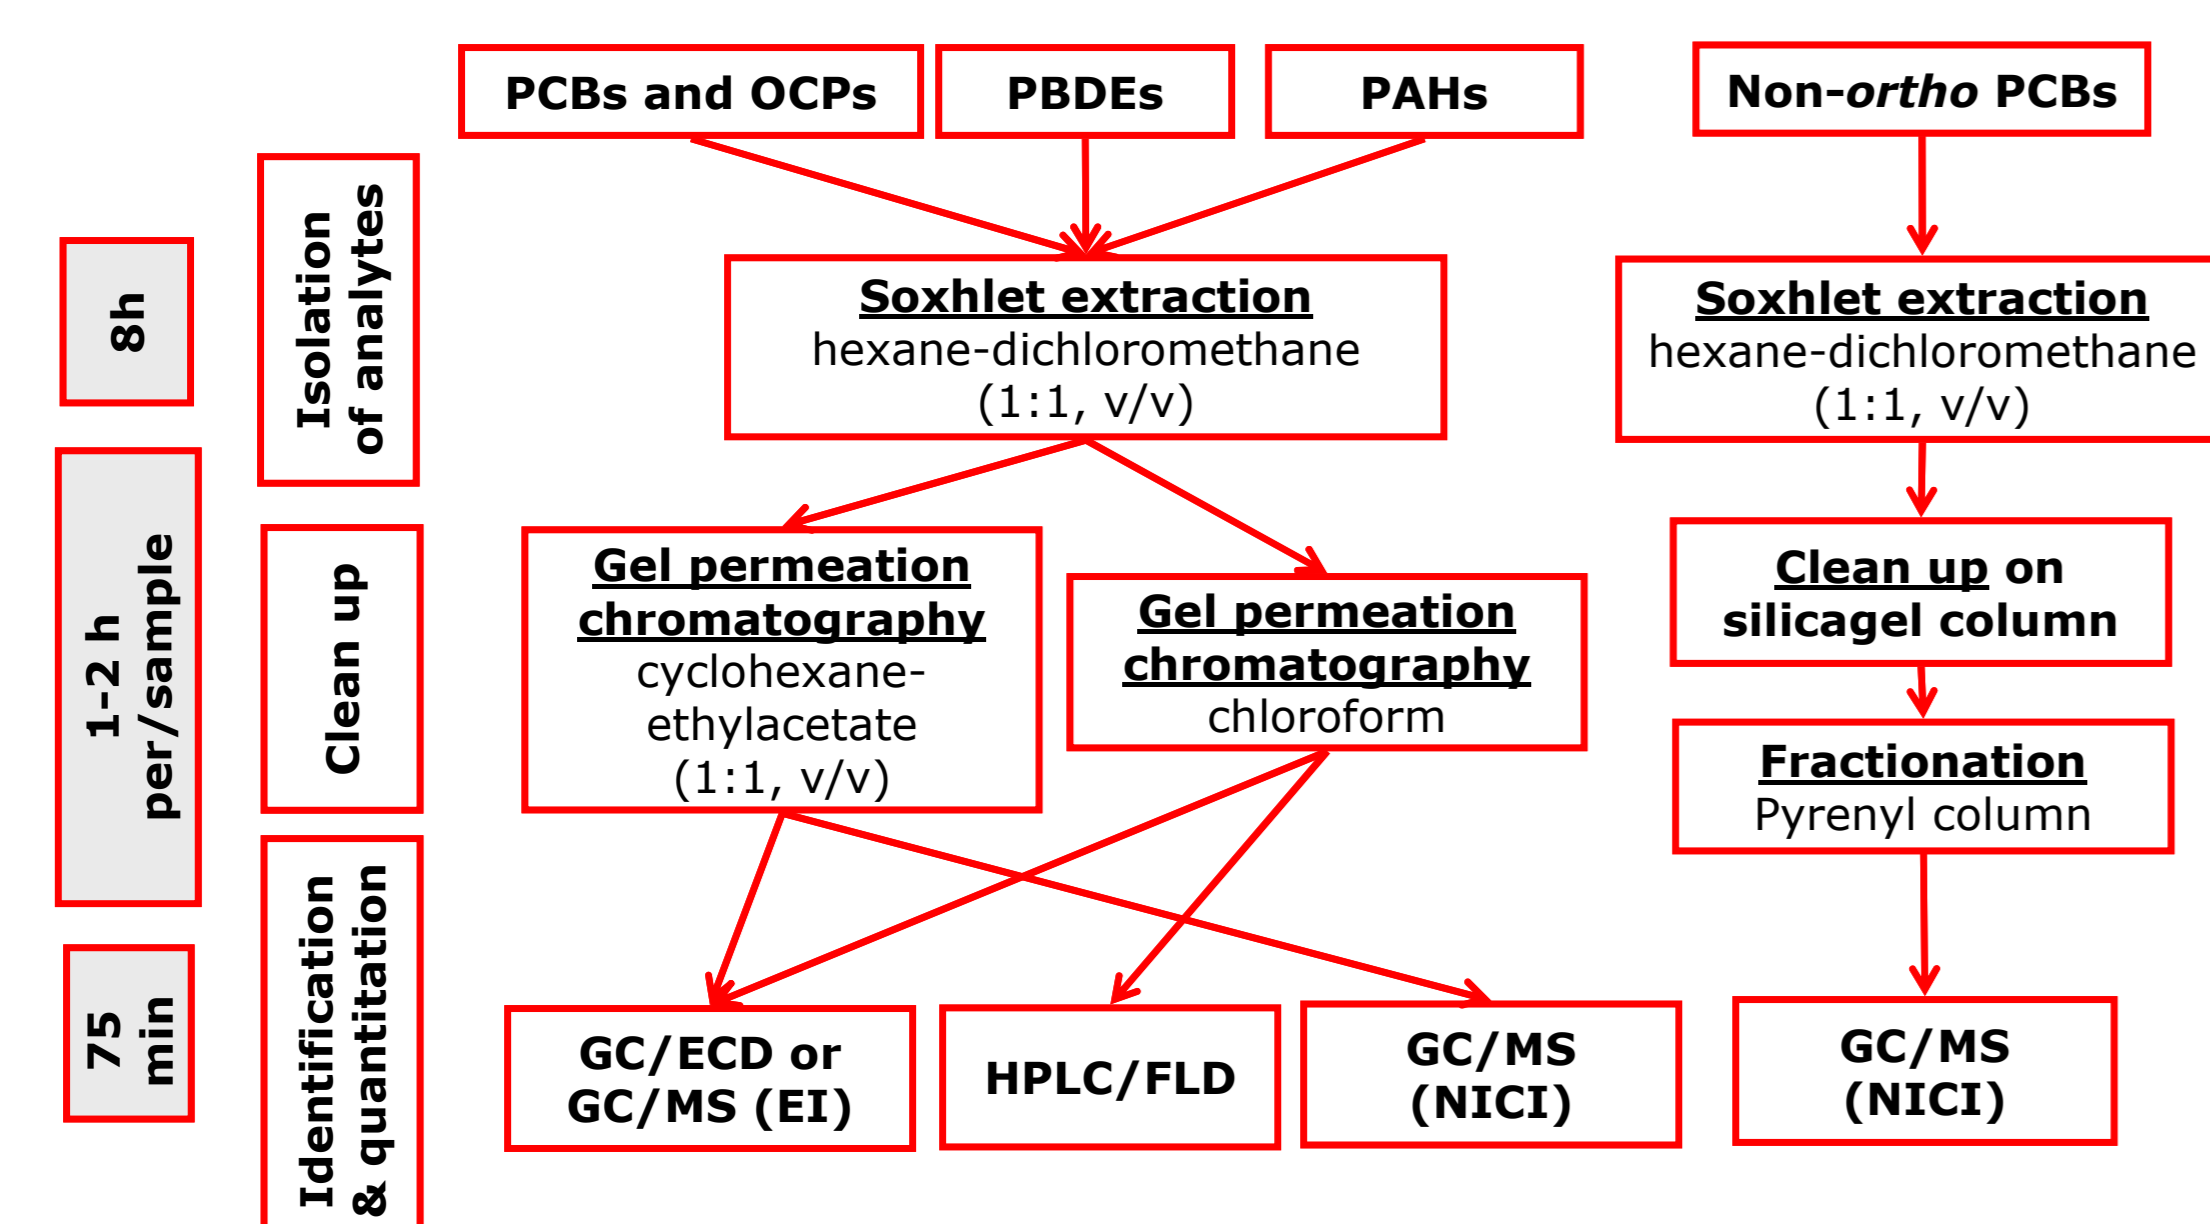 PCBs and OCPs
PBDEs
PAHs
Non-ortho PCBs
8h
Isolation
of analytes
Soxhlet extraction
hexane-dichloromethane
(1:1, v/v)
Soxhlet extraction
hexane-dichloromethane
(1:1, v/v)
1-2 h
per/sample
Clean up
Gel permeation
chromatography
cyclohexane-
ethylacetate
(1:1, v/v)
Gel permeation
chromatography
chloroform
Clean up on
silicagel column
Fractionation
Pyrenyl column
75
min
Identification
& quantitation
GC/ECD or
GC/MS (EI)
HPLC/FLD
GC/MS
(NICI)
GC/MS
(NICI)